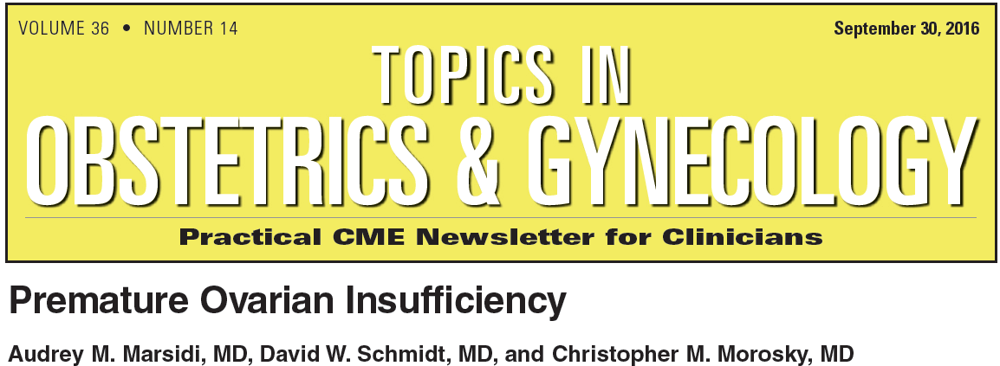 VOLUME 36 • NUMBER 14
September 30, 2016
TOPICS IN
OBSTETRICS & GYNECOLOGY
Practical CME Newsletter for Clinicians
Premature Ovarian Insufficiency
Audrey M. Marsidi, MD, David W. Schmidt, MD, and Christopher M. Morosky, MD